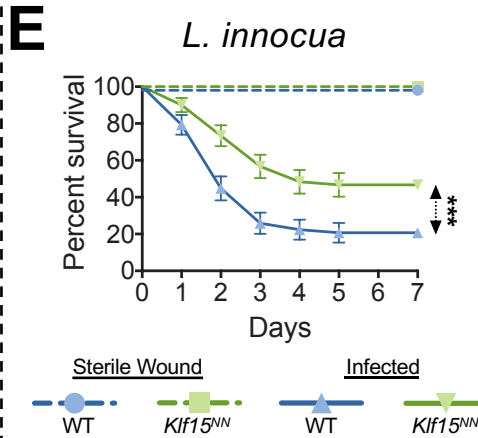 E
L. innocua
Percent survival
100
80
60
40
20
0
0 1 2 3 4 5 6 7
Days
***
Sterile Wound Infected
WT Klf15ᴺᴺ WT Klf15ᴺᴺ